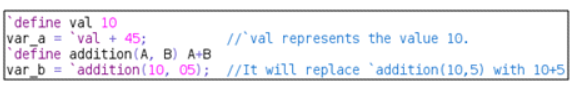 `define val 10
var_a = `val + 45; //`val represents the value 10.
`define addition(A, B) A+B
var_b = `addition(10, 05); //It will replace `addition(10,5) with 10+5